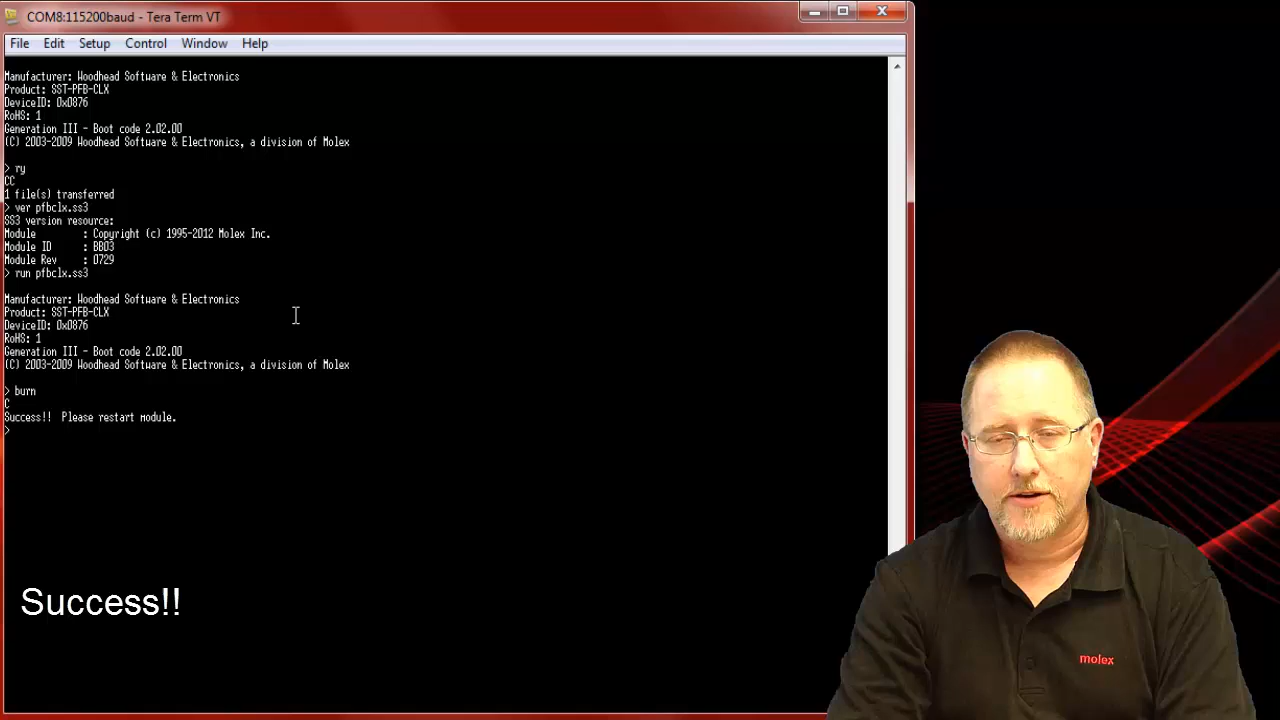 COM8:115200baud - Tera Term VT
File Edit Setup Control Window Help
Manufacturer: Woodhead Software & Electronics
Product: SST-PFB-CLX
DeviceID: 0x0876
RoHS: 1
Generation III - Boot code 2.02.00
(C) 2003-2009 Woodhead Software & Electronics, a division of Molex
> ry
CC
1 file(s) transferred
> ver pfbclx.ss3
SS3 version resource:
Module : Copyright (c) 1995-2012 Molex Inc.
Module ID : BB03
Module Rev : 0729
> run pfbclx.ss3
Manufacturer: Woodhead Software & Electronics
Product: SST-PFB-CLX
DeviceID: 0x0876
RoHS: 1
Generation III - Boot code 2.02.00
(C) 2003-2009 Woodhead Software & Electronics, a division of Molex
> burn
C
Success!! Please restart module.
>
Success!!
molex